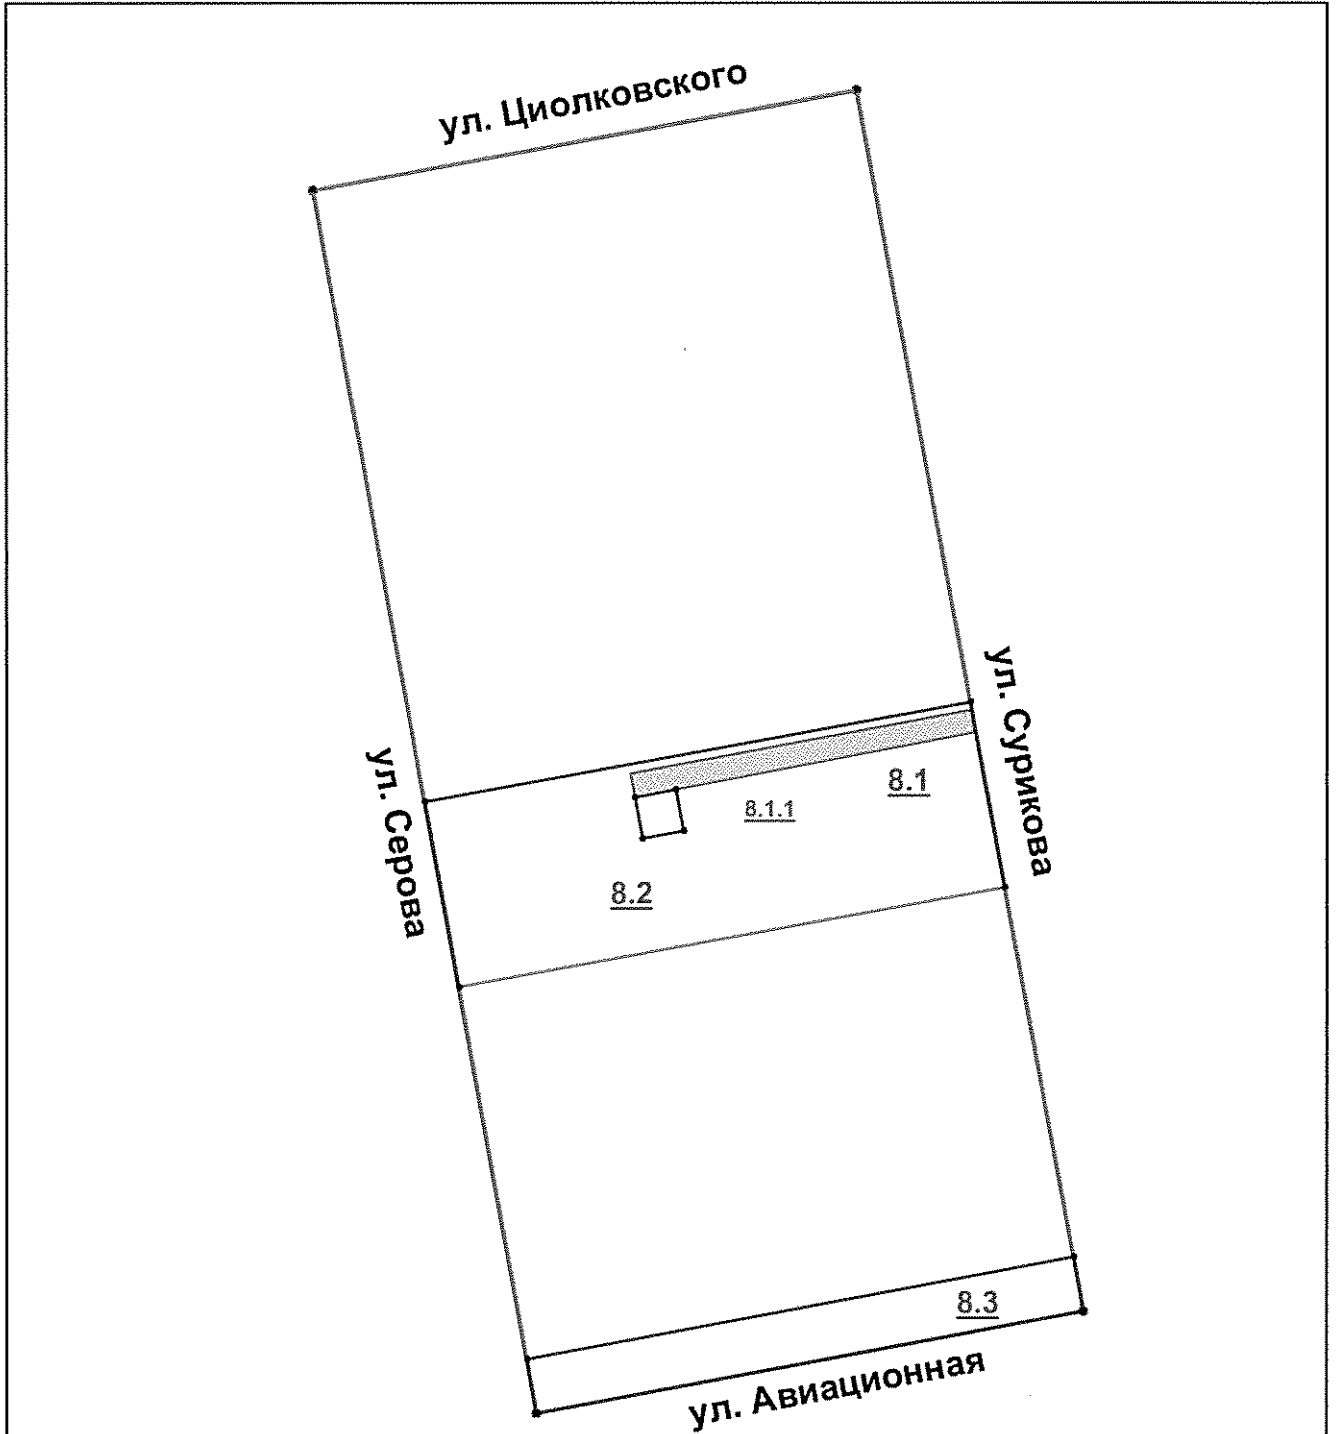 ул. Циолковского
ул. Сурикова
ул. Серова
8.1
8.1.1
8.2
8.3
ул. Авиационная